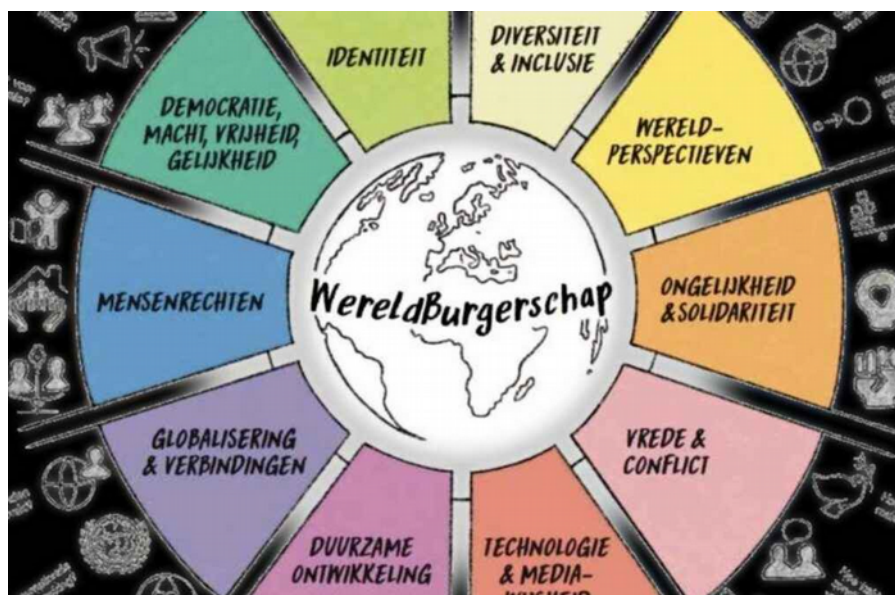 IDENTITEIT
DIVERSITEIT
& INCLUSIE
DEMOCRATIE,
MACHT, VRIJHEID,
GELIJKHEID
WERELD-
PERSPECTIEVEN
MENSENRECHTEN
WereldBurgerschap
ONGELIJKHEID
& SOLIDARITEIT
GLOBALISERING
& VERBINDINGEN
VREDE &
CONFLICT
DUURZAME
ONTWIKKELING
TECHNOLOGIE
& MEDIA-